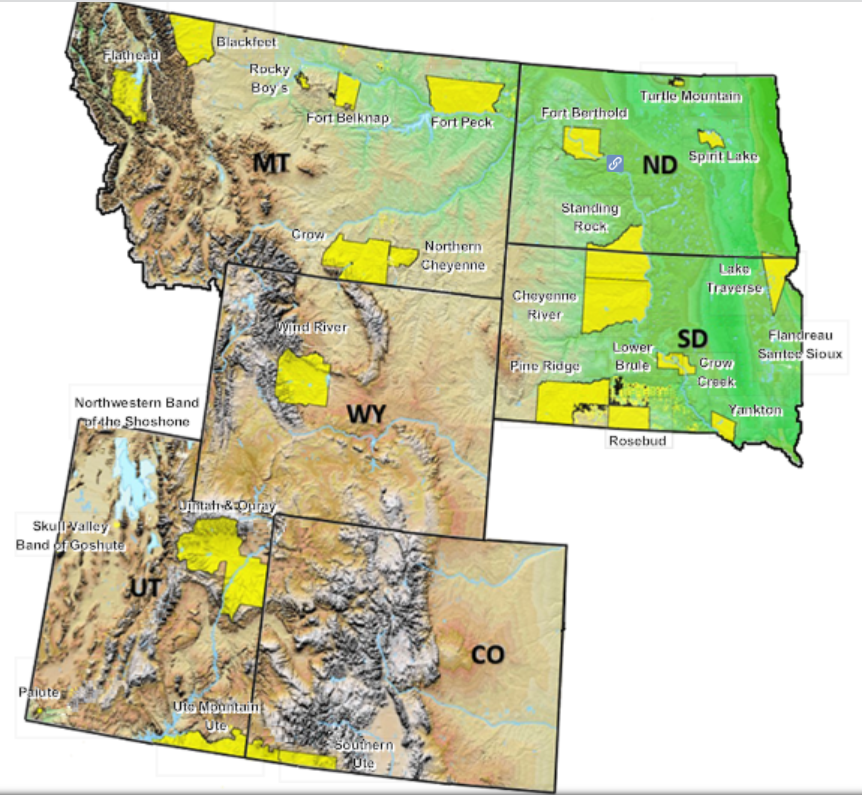 Blackfeet
Flathead
Rocky
Boy's
Fort Belknap
Fort Peck
MT
Crow
Northern
Cheyenne
Turtle Mountain
Fort Berthold
Spirit Lake
ND
Standing
Rock
Lake
Traverse
Cheyenne
River
Flandreau
Santee Sioux
SD
Lower
Brule
Crow
Creek
Pine Ridge
Yankton
Rosebud
Wind River
WY
Northwestern Band
of the Shoshone
Uintah & Ouray
Skull Valley
Band of Goshute
UT
CO
Paiute
Ute Mountain
Ute
Southern
Ute